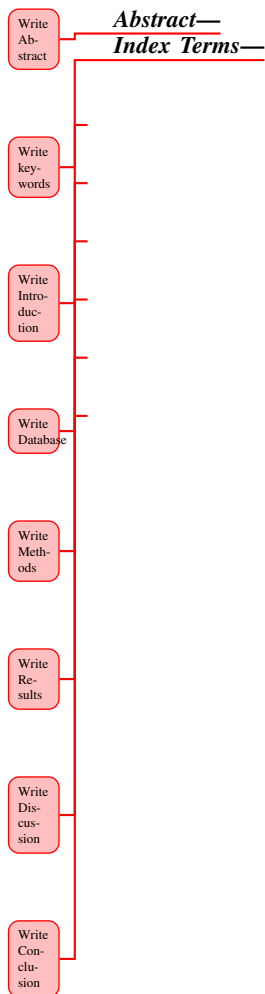 Write
Ab-
stract
Abstract—
Index Terms—
Write
key-
words
Write
Intro-
duc-
tion
Write
Database
Write
Meth-
ods
Write
Re-
sults
Write
Dis-
cus-
sion
Write
Con-
clu-
sion